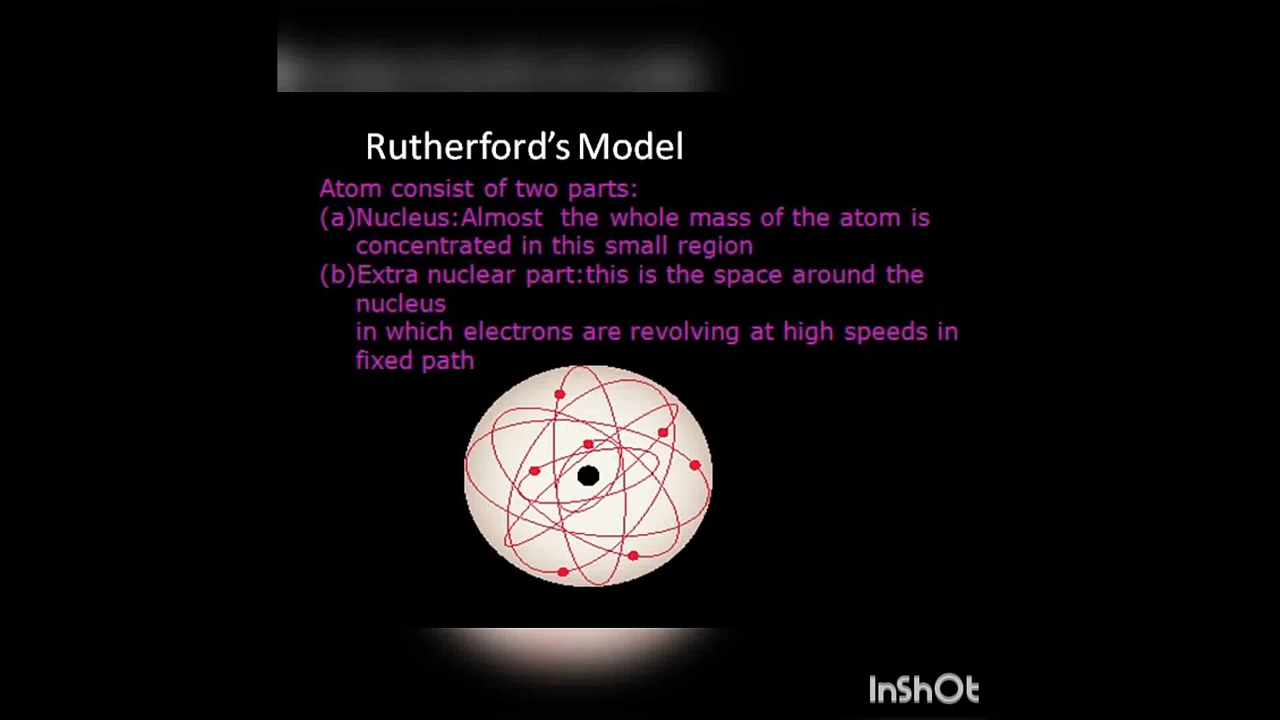 Rutherford's Model
Atom consist of two parts:
(a)Nucleus:Almost the whole mass of the atom is
concentrated in this small region
(b)Extra nuclear part:this is the space around the
nucleus
in which electrons are revolving at high speeds in
fixed path
InShOt